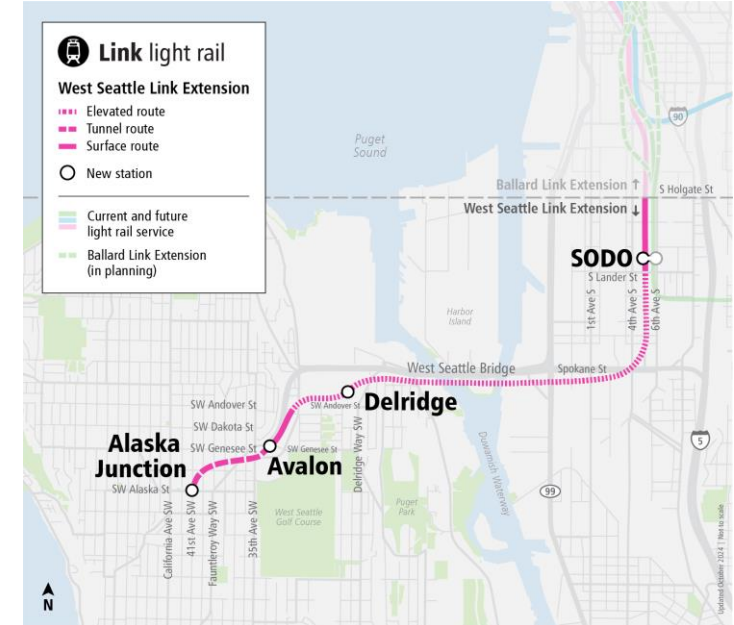 Link light rail
West Seattle Link Extension
Elevated route
Tunnel route
Surface route
New station
Current and future
light rail service
Ballard Link Extension
(in planning)
Puget
Sound
90
Ballard Link Extension ↑
S Holgate St
West Seattle Link Extension ↓
SODO
S Lander St
1st Ave S
4th Ave S
6th Ave S
Harbor
Island
West Seattle Bridge
Spokane St
SW Andover St
SW Andover St
Delridge
SW Dakota St
Alaska
Junction
SW Genesee St
SW Genesee St
Avalon
Delridge Way SW
Duwamish Waterway
5
SW Alaska St
99
California Ave SW
41st Ave SW
Fauntleroy Way SW
35th Ave SW
West Seattle
Golf Course
Puget
Park
N
Updated October 2024 | Not to scale